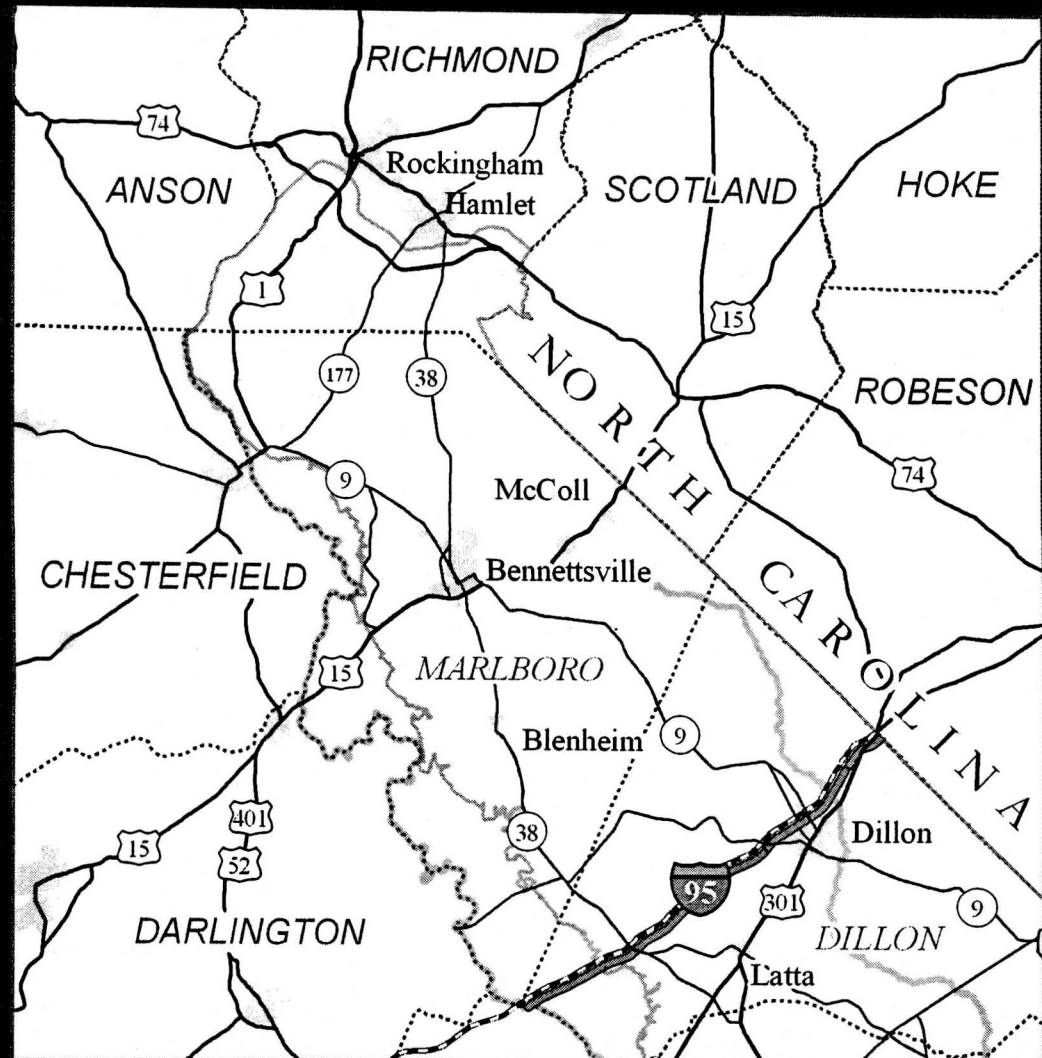 RICHMOND
74
Rockingham
ANSON
SCOTLAND
HOKE
Hamlet
1
15
177
38
NORTH CAROLINA
ROBESON
9
McColl
74
CHESTERFIELD
Bennettsville
15
MARLBORO
Blenheim
9
401
15
38
Dillon
52
95
301
9
DARLINGTON
DILLON
Latta